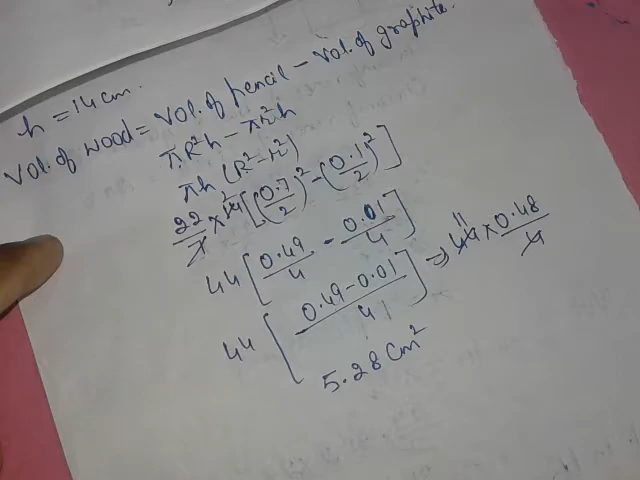 h = 14 cm.
Vol. of wood = Vol. of pencil - Vol. of graphite.
πR²h - πr²h
πh (R² - r²)
22/7 × 14 [(0.7/2)² - (0.1/2)²]
44 [0.49/4 - 0.01/4]
44 [0.49 - 0.01/4] ⇒ 44 × 0.48/4
11
5.28 cm²